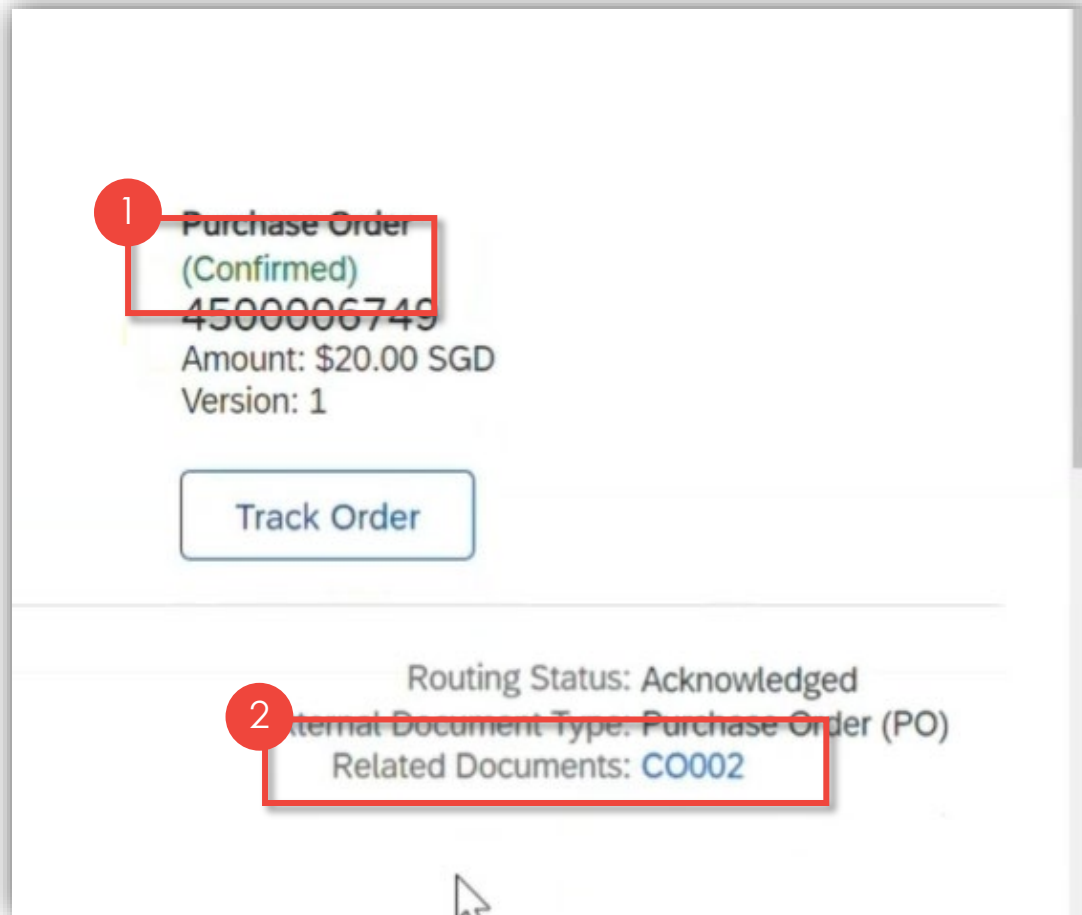 1
Purchase Order
(Confirmed)
4500006749
Amount: $20.00 SGD
Version: 1
Track Order
Routing Status: Acknowledged
2
Document Type: Purchase Order (PO)
Related Documents: CO002